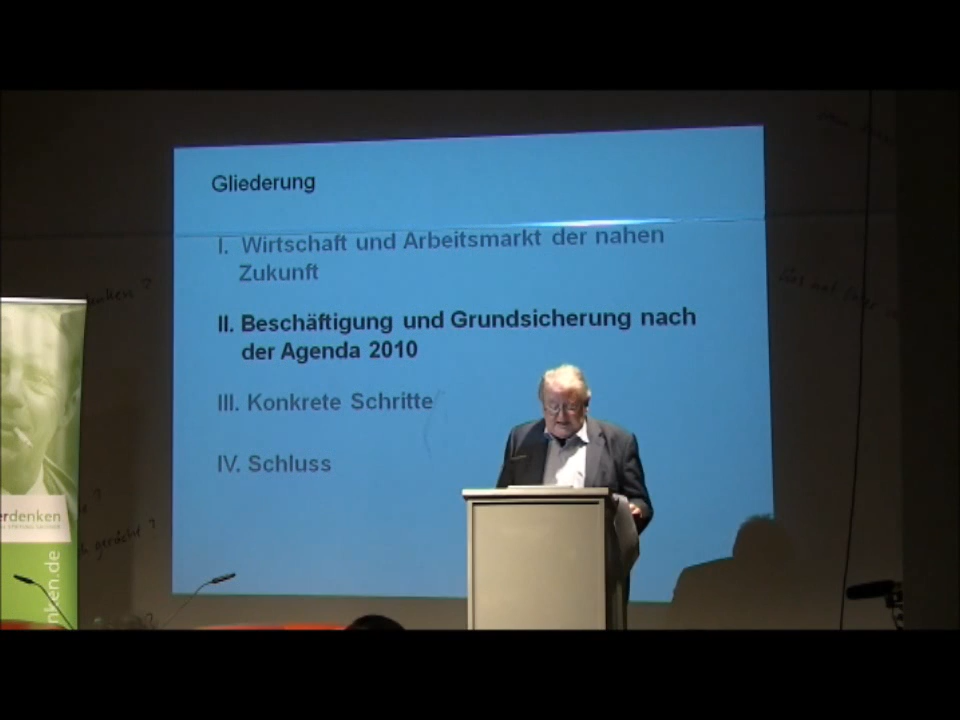 Gliederung
I. Wirtschaft und Arbeitsmarkt der nahen
Zukunft
II. Beschäftigung und Grundsicherung nach
der Agenda 2010
III. Konkrete Schritte
IV. Schluss
erdenken
nken.de